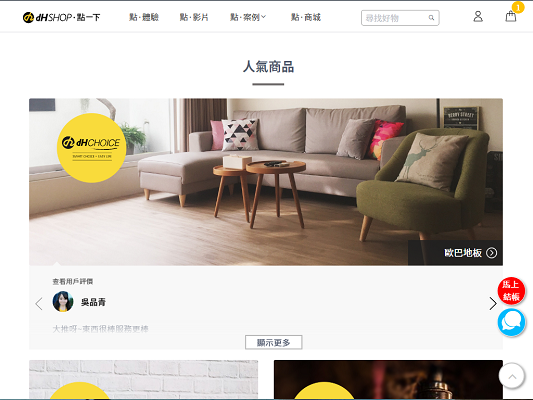 dHSHOP·點一下
點·體驗
點·影片
點·案例
點·商城
尋找好物
1
人氣商品
dHCHOICE
SUNNY CHOICE · EASY LIFE
歐巴地板
查看用戶評價
吳品青
大推呀~東西很棒服務更棒
顯示更多
馬上
結帳